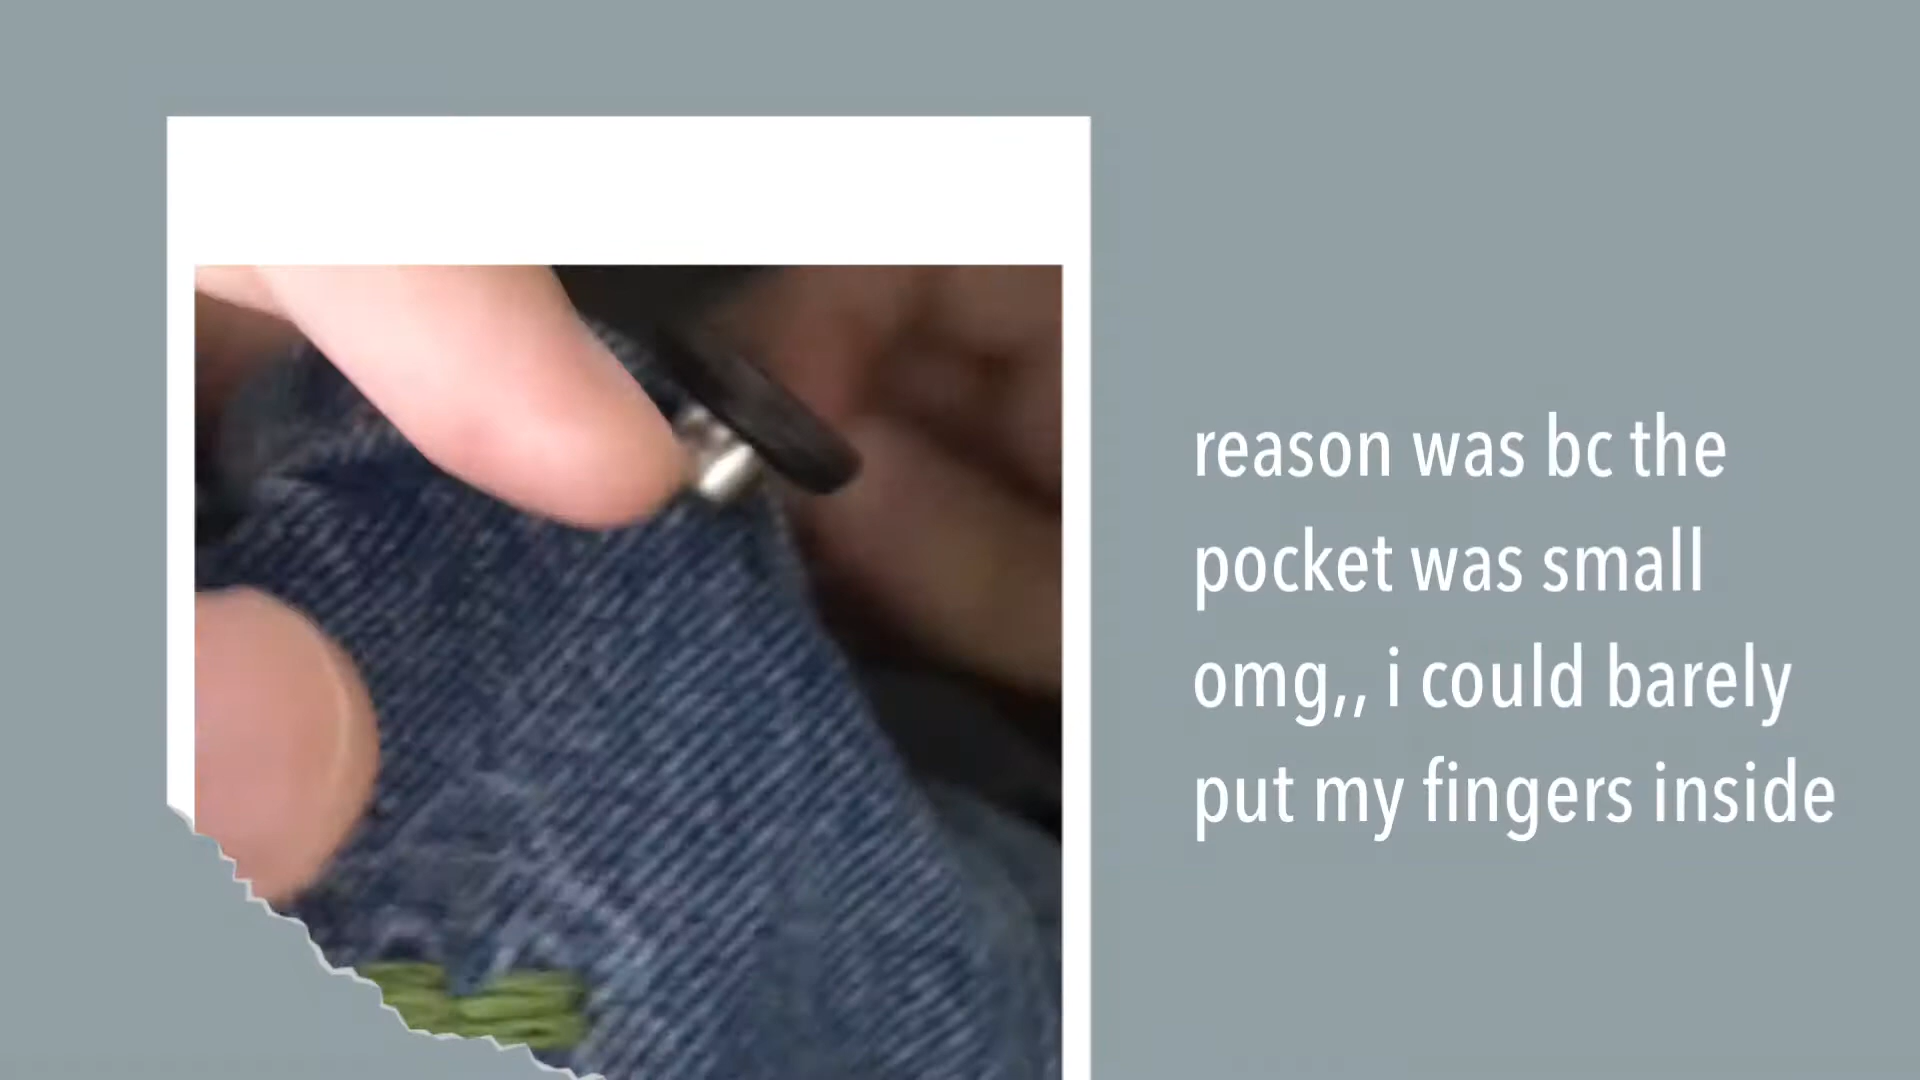 reason was bc the
pocket was small
omg,, i could barely
put my fingers inside